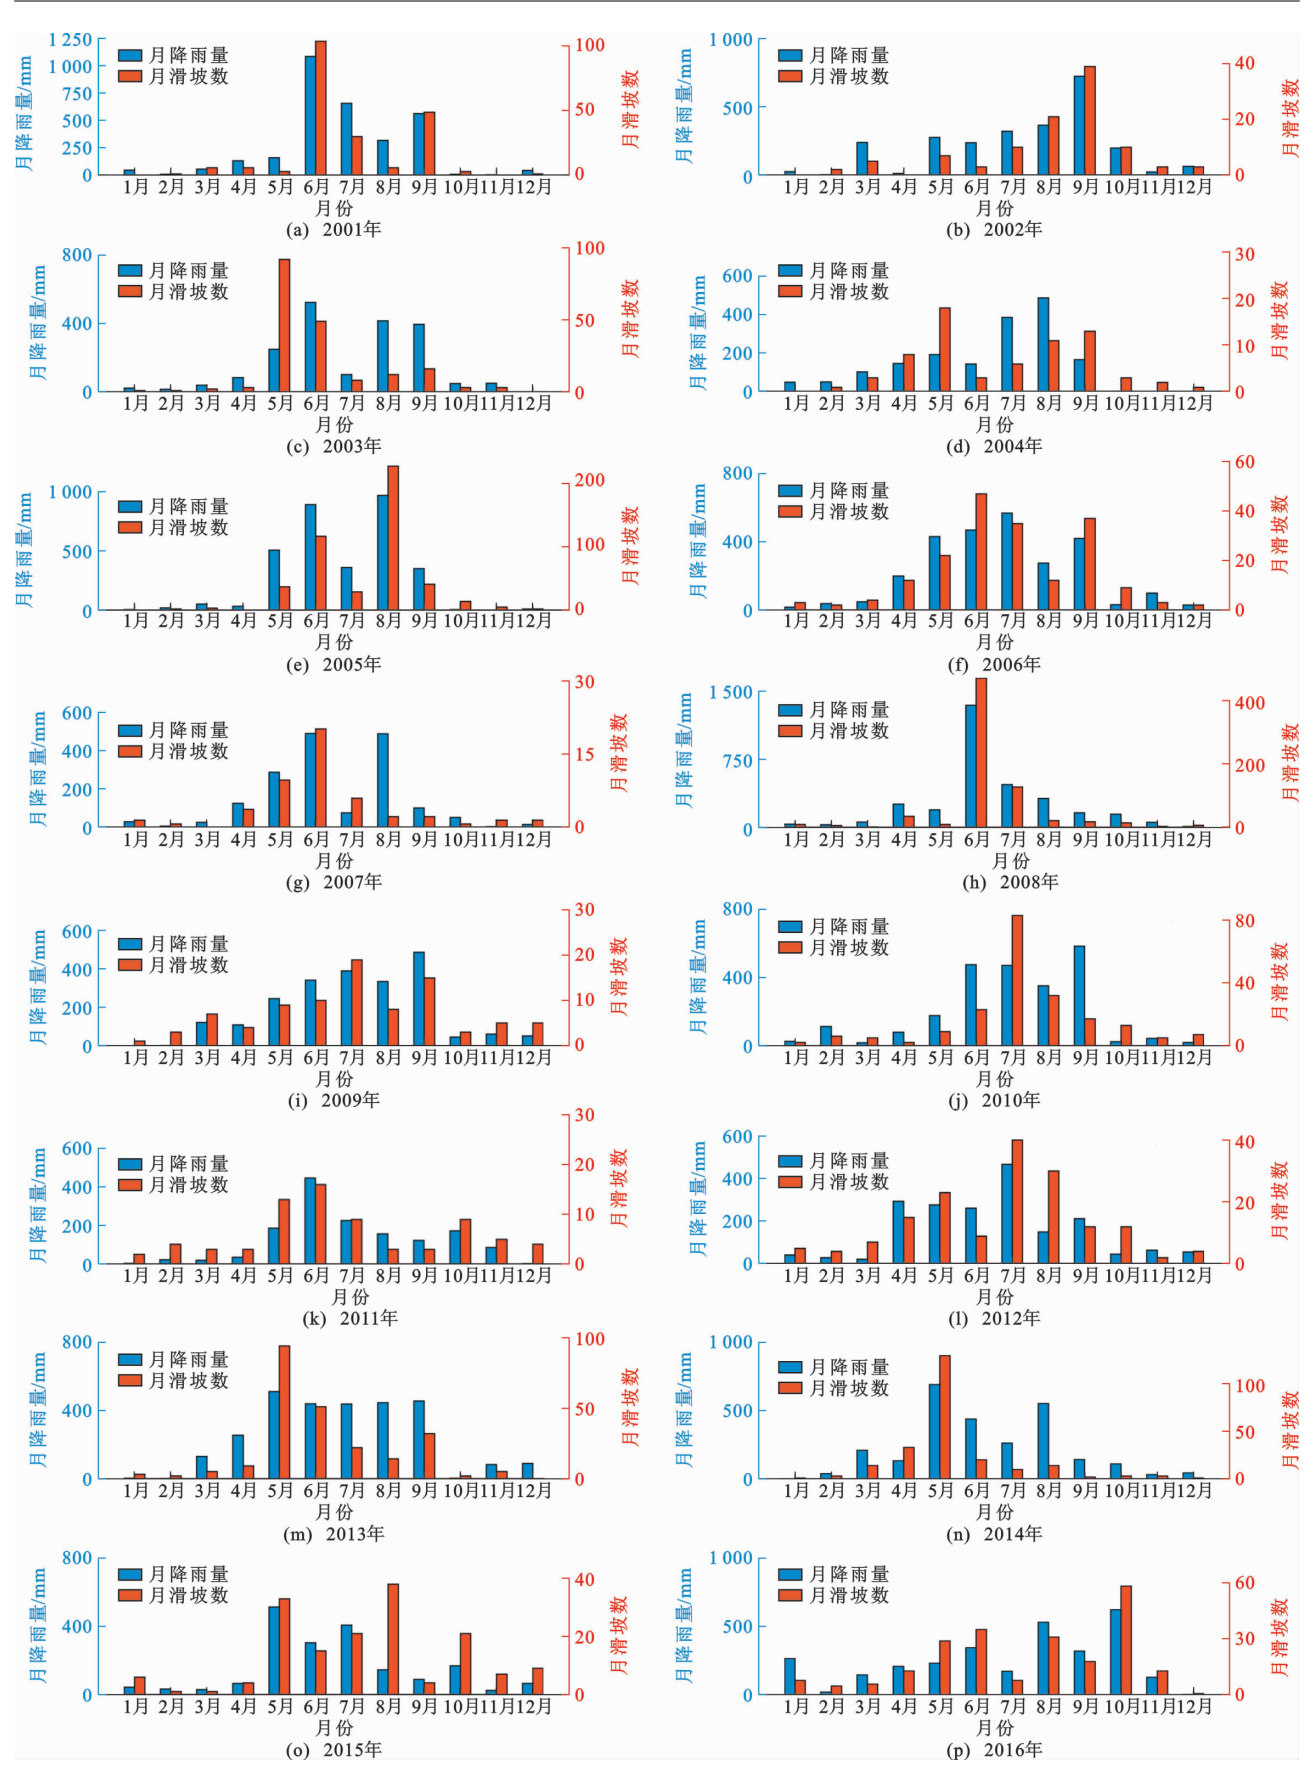 1 250
1 000
750
500
250
0
月降雨量/mm
月降雨量
月滑坡数
100
50
0
月滑坡数
1月 2月 3月 4月 5月 6月 7月 8月 9月 10月 11月 12月
月份
(a) 2001年
1 000
500
0
月降雨量/mm
月降雨量
月滑坡数
40
20
0
月滑坡数
1月 2月 3月 4月 5月 6月 7月 8月 9月 10月 11月 12月
月份
(b) 2002年
800
400
0
月降雨量/mm
月降雨量
月滑坡数
100
50
0
月滑坡数
1月 2月 3月 4月 5月 6月 7月 8月 9月 10月 11月 12月
月份
(c) 2003年
600
400
200
0
月降雨量/mm
月降雨量
月滑坡数
30
20
10
0
月滑坡数
1月 2月 3月 4月 5月 6月 7月 8月 9月 10月 11月 12月
月份
(d) 2004年
1 000
500
0
月降雨量/mm
月降雨量
月滑坡数
200
100
0
月滑坡数
1月 2月 3月 4月 5月 6月 7月 8月 9月 10月 11月 12月
月份
(e) 2005年
800
400
0
月降雨量/mm
月降雨量
月滑坡数
60
40
20
0
月滑坡数
1月 2月 3月 4月 5月 6月 7月 8月 9月 10月 11月 12月
月份
(f) 2006年
600
400
200
0
月降雨量/mm
月降雨量
月滑坡数
30
15
0
月滑坡数
1月 2月 3月 4月 5月 6月 7月 8月 9月 10月 11月 12月
月份
(g) 2007年
1 500
750
0
月降雨量/mm
月降雨量
月滑坡数
400
200
0
月滑坡数
1月 2月 3月 4月 5月 6月 7月 8月 9月 10月 11月 12月
月份
(h) 2008年
600
400
200
0
月降雨量/mm
月降雨量
月滑坡数
30
20
10
0
月滑坡数
1月 2月 3月 4月 5月 6月 7月 8月 9月 10月 11月 12月
月份
(i) 2009年
800
400
0
月降雨量/mm
月降雨量
月滑坡数
80
40
0
月滑坡数
1月 2月 3月 4月 5月 6月 7月 8月 9月 10月 11月 12月
月份
(j) 2010年
600
400
200
0
月降雨量/mm
月降雨量
月滑坡数
30
20
10
0
月滑坡数
1月 2月 3月 4月 5月 6月 7月 8月 9月 10月 11月 12月
月份
(k) 2011年
600
400
200
0
月降雨量/mm
月降雨量
月滑坡数
40
20
0
月滑坡数
1月 2月 3月 4月 5月 6月 7月 8月 9月 10月 11月 12月
月份
(l) 2012年
800
400
0
月降雨量/mm
月降雨量
月滑坡数
100
50
0
月滑坡数
1月 2月 3月 4月 5月 6月 7月 8月 9月 10月 11月 12月
月份
(m) 2013年
1 000
500
0
月降雨量/mm
月降雨量
月滑坡数
100
50
0
月滑坡数
1月 2月 3月 4月 5月 6月 7月 8月 9月 10月 11月 12月
月份
(n) 2014年
800
400
0
月降雨量/mm
月降雨量
月滑坡数
40
20
0
月滑坡数
1月 2月 3月 4月 5月 6月 7月 8月 9月 10月 11月 12月
月份
(o) 2015年
1 000
500
0
月降雨量/mm
月降雨量
月滑坡数
60
30
0
月滑坡数
1月 2月 3月 4月 5月 6月 7月 8月 9月 10月 11月 12月
月份
(p) 2016年